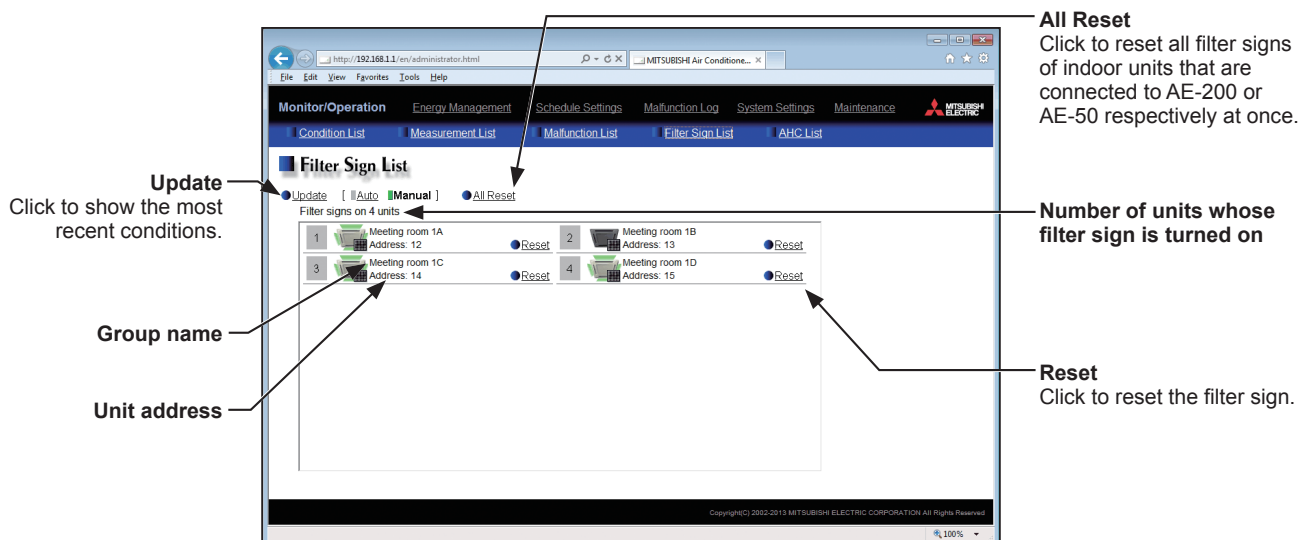 All Reset
Click to reset all filter signs
of indoor units that are
connected to AE-200 or
AE-50 respectively at once.
http://192.168.1.1/en/administrator.html
MITSUBISHI Air Conditione...
File Edit View Favorites Tools Help
Monitor/Operation Energy Management Schedule Settings Malfunction Log System Settings Maintenance MITSUBISHI ELECTRIC
Condition List Measurement List Malfunction List Filter Sign List AHC List
Filter Sign List
Update
Click to show the most
recent conditions.
Update [ Auto Manual ] All Reset
Filter signs on 4 units
Number of units whose
filter sign is turned on
1 Meeting room 1A
Address: 12 Reset
2 Meeting room 1B
Address: 13 Reset
3 Meeting room 1C
Address: 14 Reset
4 Meeting room 1D
Address: 15 Reset
Group name
Unit address
Reset
Click to reset the filter sign.
Copyright(C) 2002-2013 MITSUBISHI ELECTRIC CORPORATION All Rights Reserved
100%